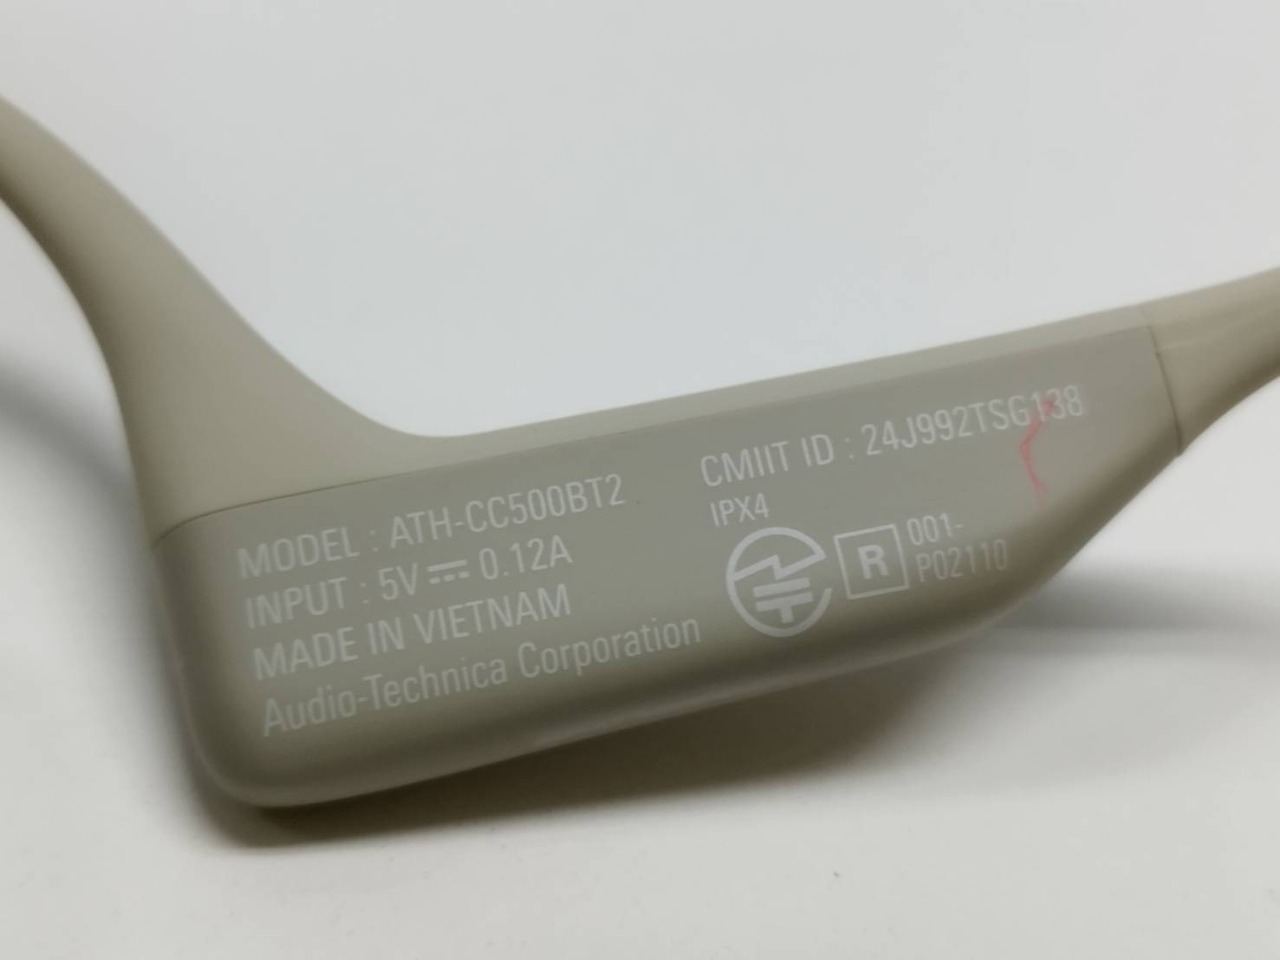 MODEL : ATH-CC500BT2
INPUT : 5V ⎓ 0.12A
MADE IN VIETNAM
Audio-Technica Corporation
CMIIT ID : 24J992TSG138
IPX4
R 001-
P02110